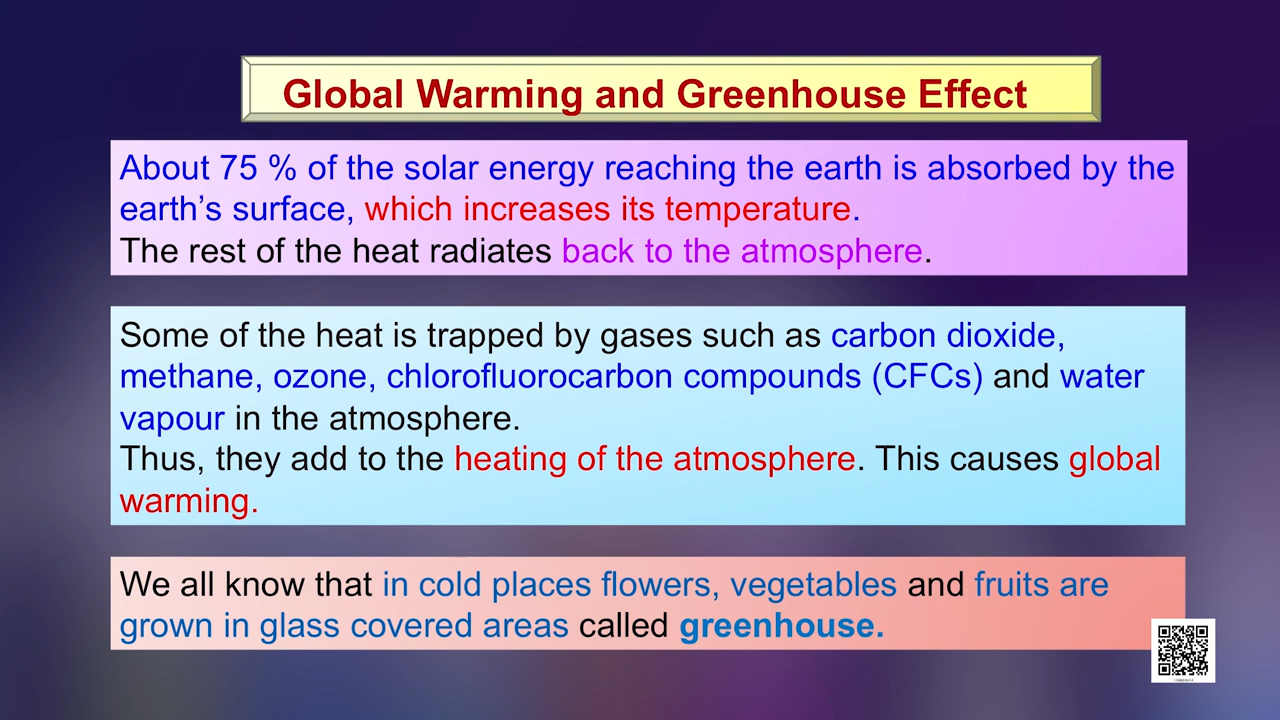 Global Warming and Greenhouse Effect
About 75 % of the solar energy reaching the earth is absorbed by the
earth’s surface, which increases its temperature.
The rest of the heat radiates back to the atmosphere.
Some of the heat is trapped by gases such as carbon dioxide,
methane, ozone, chlorofluorocarbon compounds (CFCs) and water
vapour in the atmosphere.
Thus, they add to the heating of the atmosphere. This causes global
warming.
We all know that in cold places flowers, vegetables and fruits are
grown in glass covered areas called greenhouse.